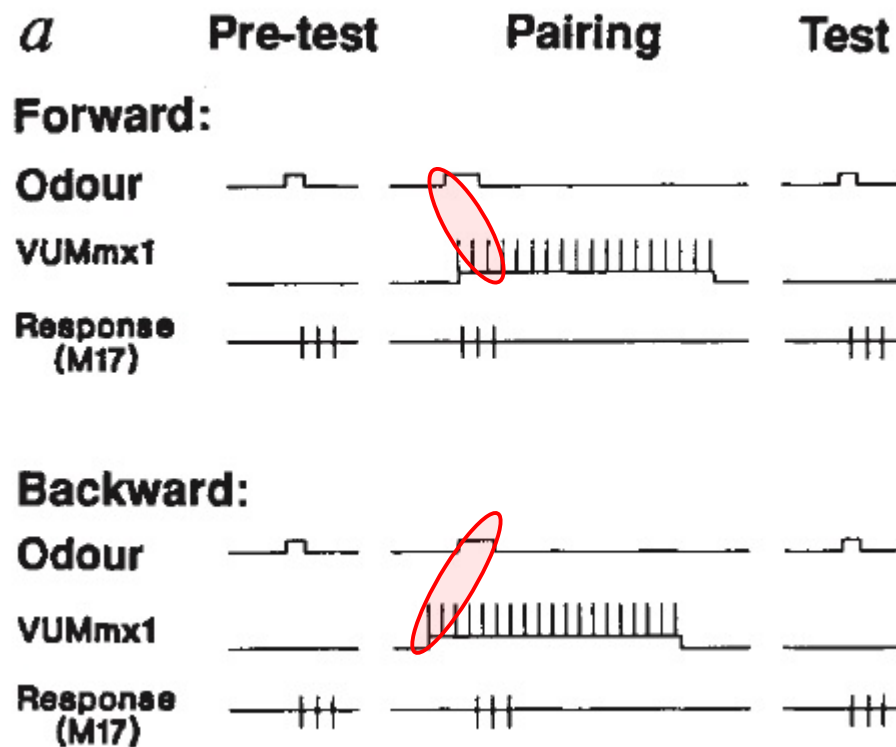 a Pre-test Pairing Test
Forward:
Odour
VUMmx1
Response
(M17)
Backward:
Odour
VUMmx1
Response
(M17)